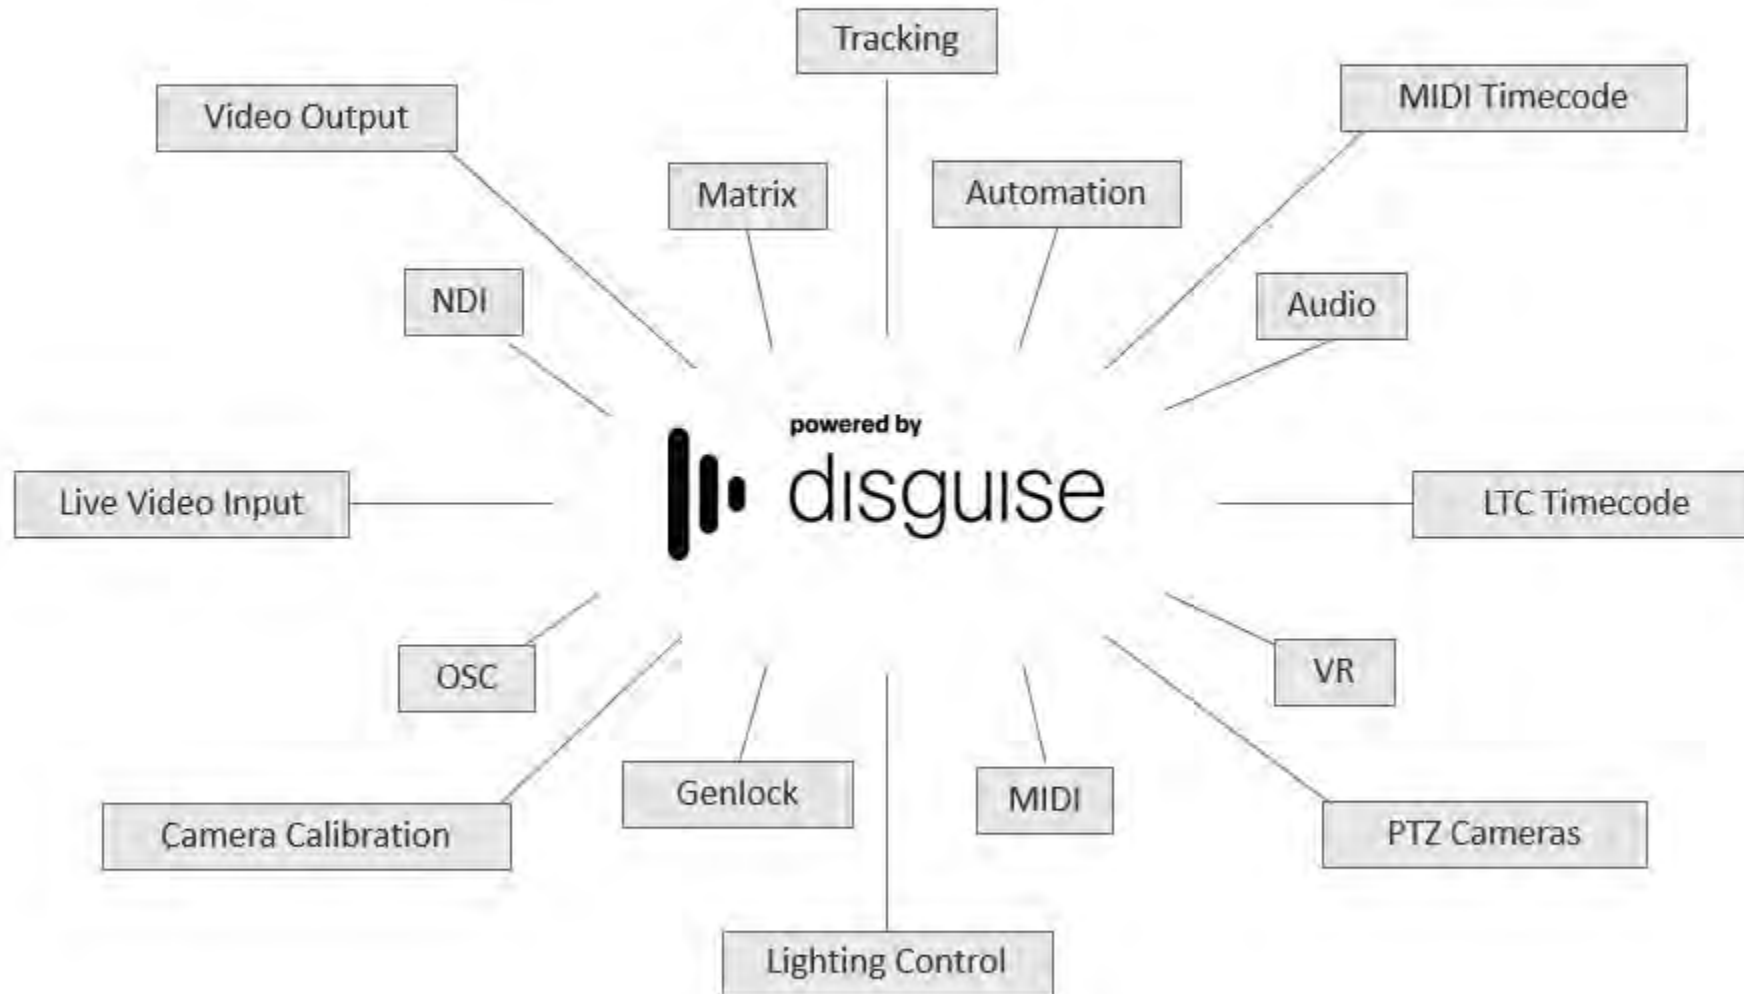 Tracking
MIDI Timecode
Video Output
Matrix
Automation
NDI
Audio
powered by
disguise
Live Video Input
LTC Timecode
OSC
VR
Genlock
MIDI
Camera Calibration
PTZ Cameras
Lighting Control